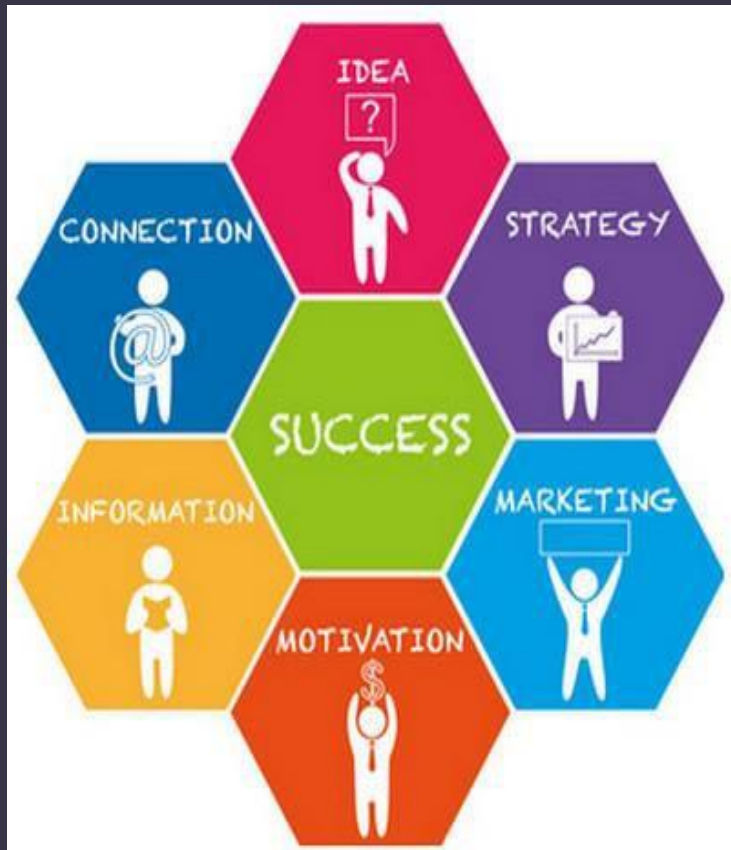 IDEA
?
CONNECTION
STRATEGY
@
SUCCESS
INFORMATION
MARKETING
MOTIVATION
$